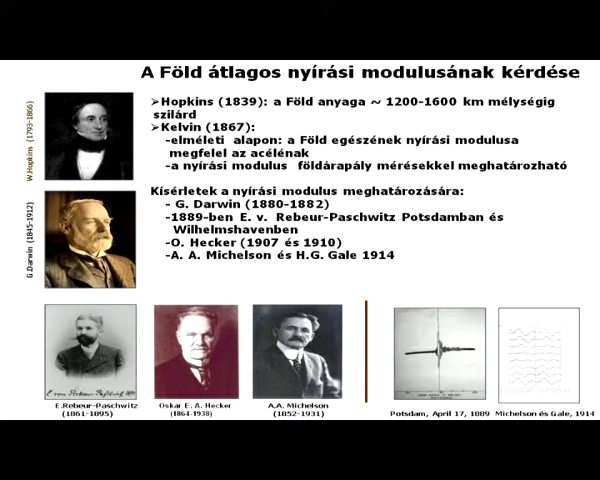 A Föld átlagos nyírási modulusának kérdése
➢Hopkins (1839): a Föld anyaga ~ 1200-1600 km mélységig
szilárd
➢Kelvin (1867):
-elméleti alapon: a Föld egészének nyírási modulusa
megfelel az acélénak
-a nyírási modulus földárapály mérésekkel meghatározható
Kísérletek a nyírási modulus meghatározására:
- G. Darwin (1880-1882)
-1889-ben E. v. Rebeur-Paschwitz Potsdamban és
Wilhelmshavenben
-O. Hecker (1907 és 1910)
-A. A. Michelson és H.G. Gale 1914
W.Hopkins (1793-1866)
G.Darwin (1845-1912)
E.Rebeur-Paschwitz
(1861-1895)
Oskar E. A. Hecker
(1864-1938)
A.A. Michelson
(1852-1931)
Potsdam, April 17, 1889
Michelson és Gale, 1914